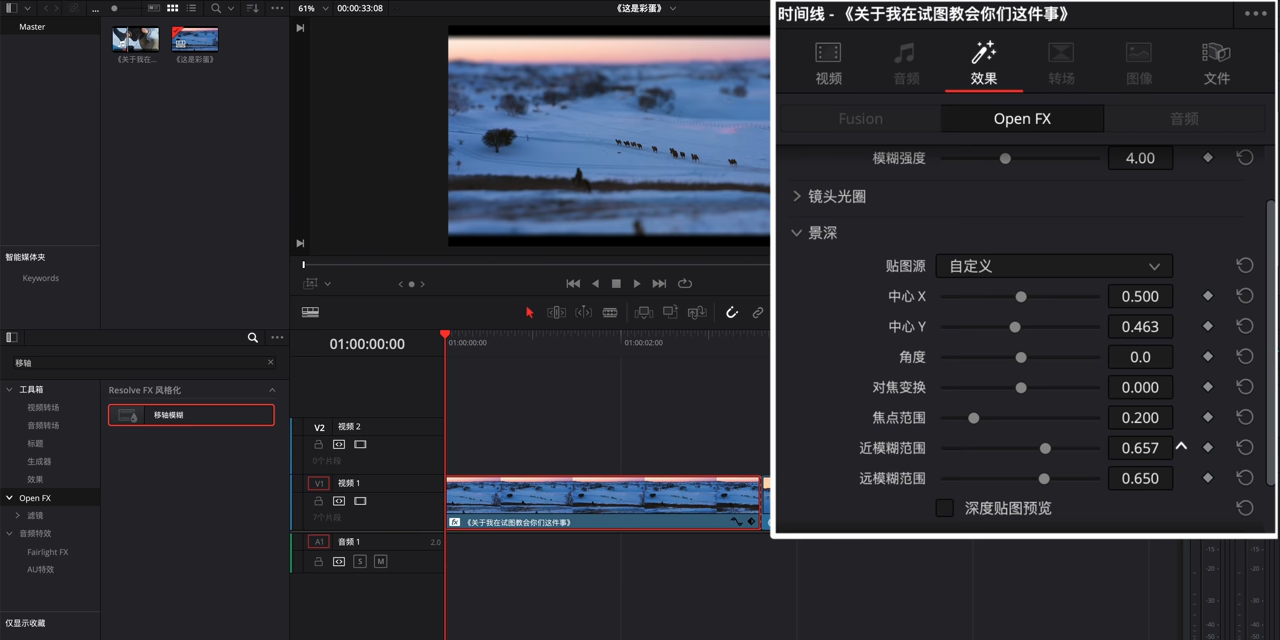 61%
00:00:33:08
《这是彩蛋》
Master
《关于我在...
《这是彩蛋》
智能媒体夹
Keywords
移轴
工具箱
视频转场
音频转场
标题
生成器
效果
Open FX
滤镜
音频特效
Fairlight FX
AU特效
仅显示收藏
Resolve FX 风格化
移轴模糊
01:00:00:00
01:00:00:00
01:00:02:00
V2 视频 2
0个片段
V1 视频 1
7个片段
A1 音频 1 2.0
S M
fx 《关于我在试图教会你们这件事》
时间线 - 《关于我在试图教会你们这件事》
视频 音频 效果 转场 图像 文件
Fusion Open FX 音频
模糊强度 4.00
镜头光圈
景深
贴图源 自定义
中心 X 0.500
中心 Y 0.463
角度 0.0
对焦变换 0.000
焦点范围 0.200
近模糊范围 0.657
远模糊范围 0.650
深度贴图预览
-15 -15
-20 -20
-30 -30
-40 -40